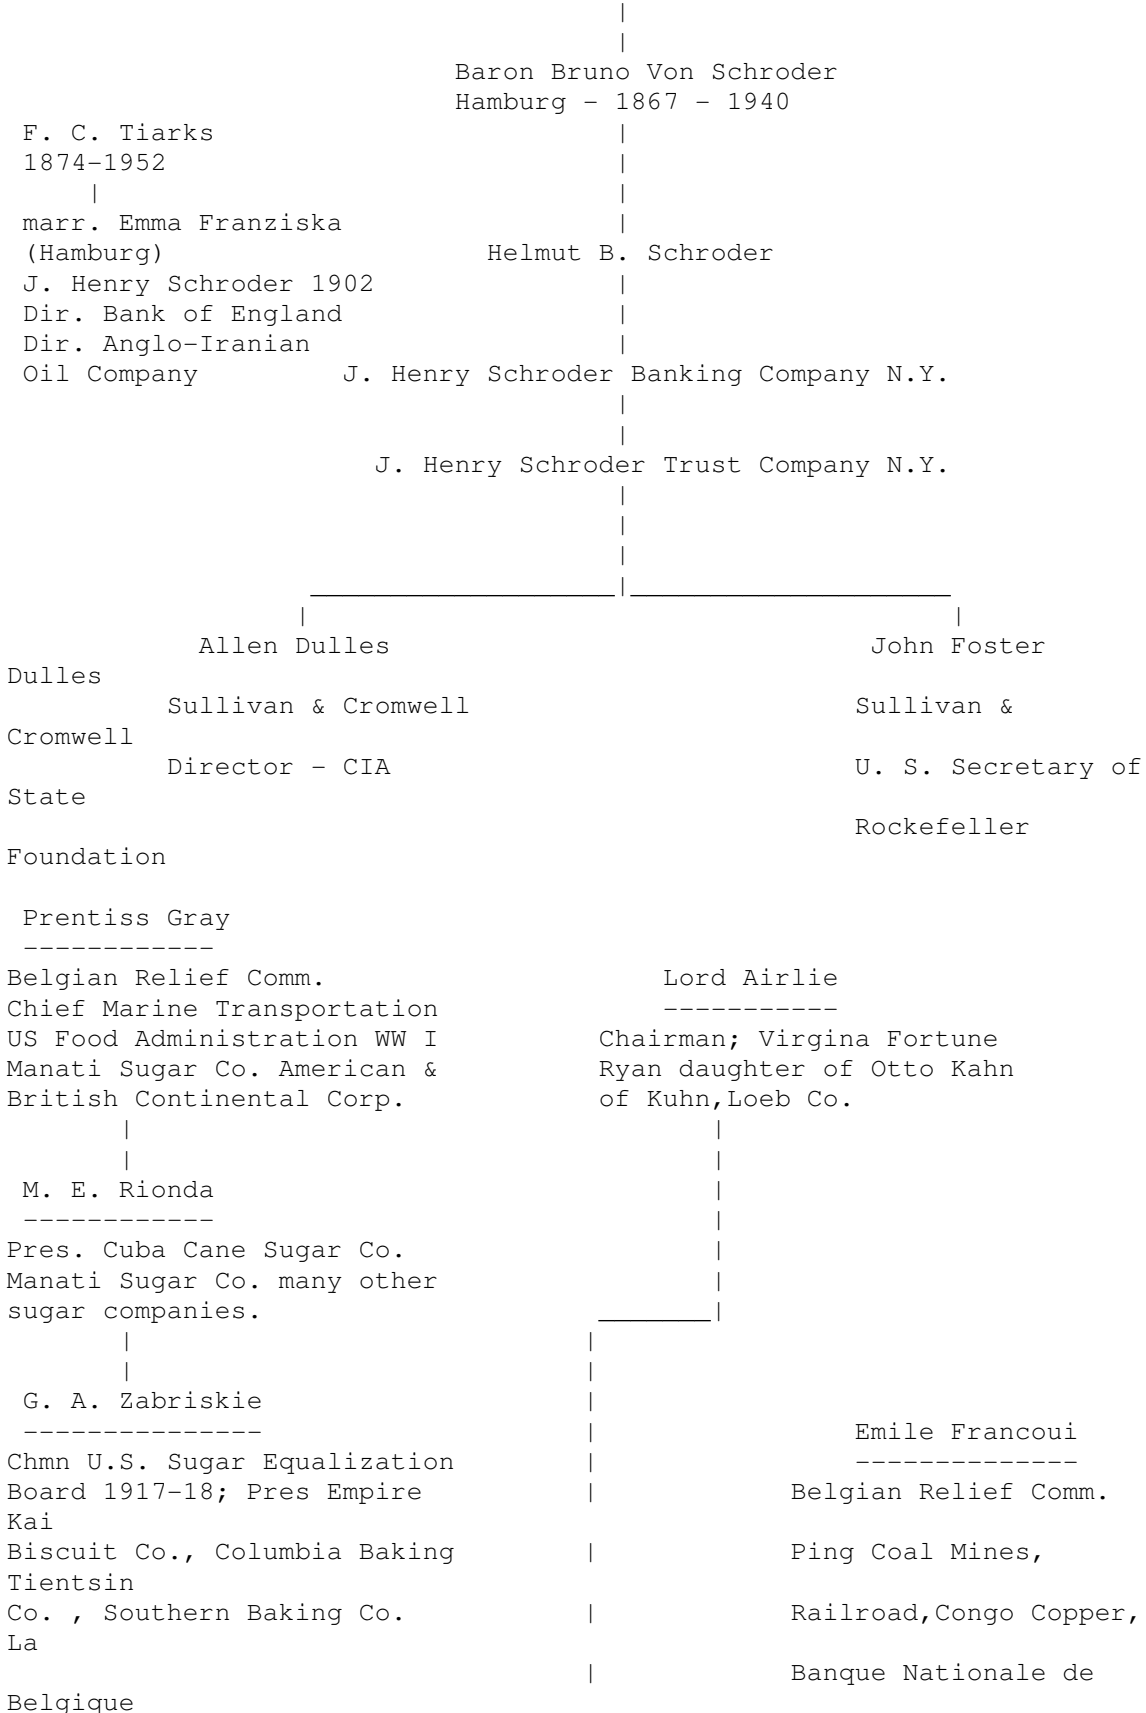 Baron Bruno Von Schroder
Hamburg - 1867 - 1940
F. C. Tiarks
1874-1952
marr. Emma Franziska
(Hamburg) Helmut B. Schroder
J. Henry Schroder 1902
Dir. Bank of England
Dir. Anglo-Iranian
Oil Company J. Henry Schroder Banking Company N.Y.
J. Henry Schroder Trust Company N.Y.
Allen Dulles John Foster
Dulles
Sullivan & Cromwell Sullivan &
Cromwell
Director - CIA U. S. Secretary of
State
Rockefeller
Foundation
Prentiss Gray
Belgian Relief Comm. Lord Airlie
Chief Marine Transportation
US Food Administration WW I Chairman; Virgina Fortune
Manati Sugar Co. American & Ryan daughter of Otto Kahn
British Continental Corp. of Kuhn,Loeb Co.
M. E. Rionda
Pres. Cuba Cane Sugar Co.
Manati Sugar Co. many other
sugar companies.
G. A. Zabriskie
Emile Francoui
Chmn U.S. Sugar Equalization
Board 1917-18; Pres Empire Belgian Relief Comm.
Kai
Biscuit Co., Columbia Baking Ping Coal Mines,
Tientsin
Co. , Southern Baking Co. Railroad,Congo Copper,
La
Banque Nationale de
Belgique